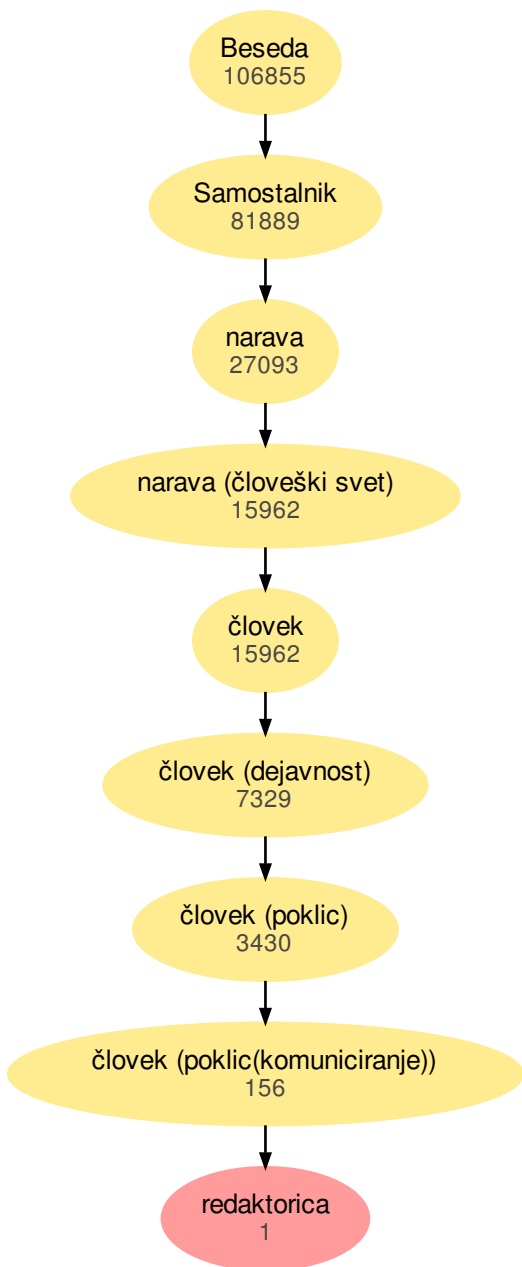 Beseda
106855
Samostalnik
81889
narava
27093
narava (človeški svet)
15962
človek
15962
človek (dejavnost)
7329
človek (poklic)
3430
človek (poklic(komuniciranje))
156
redaktorica
1